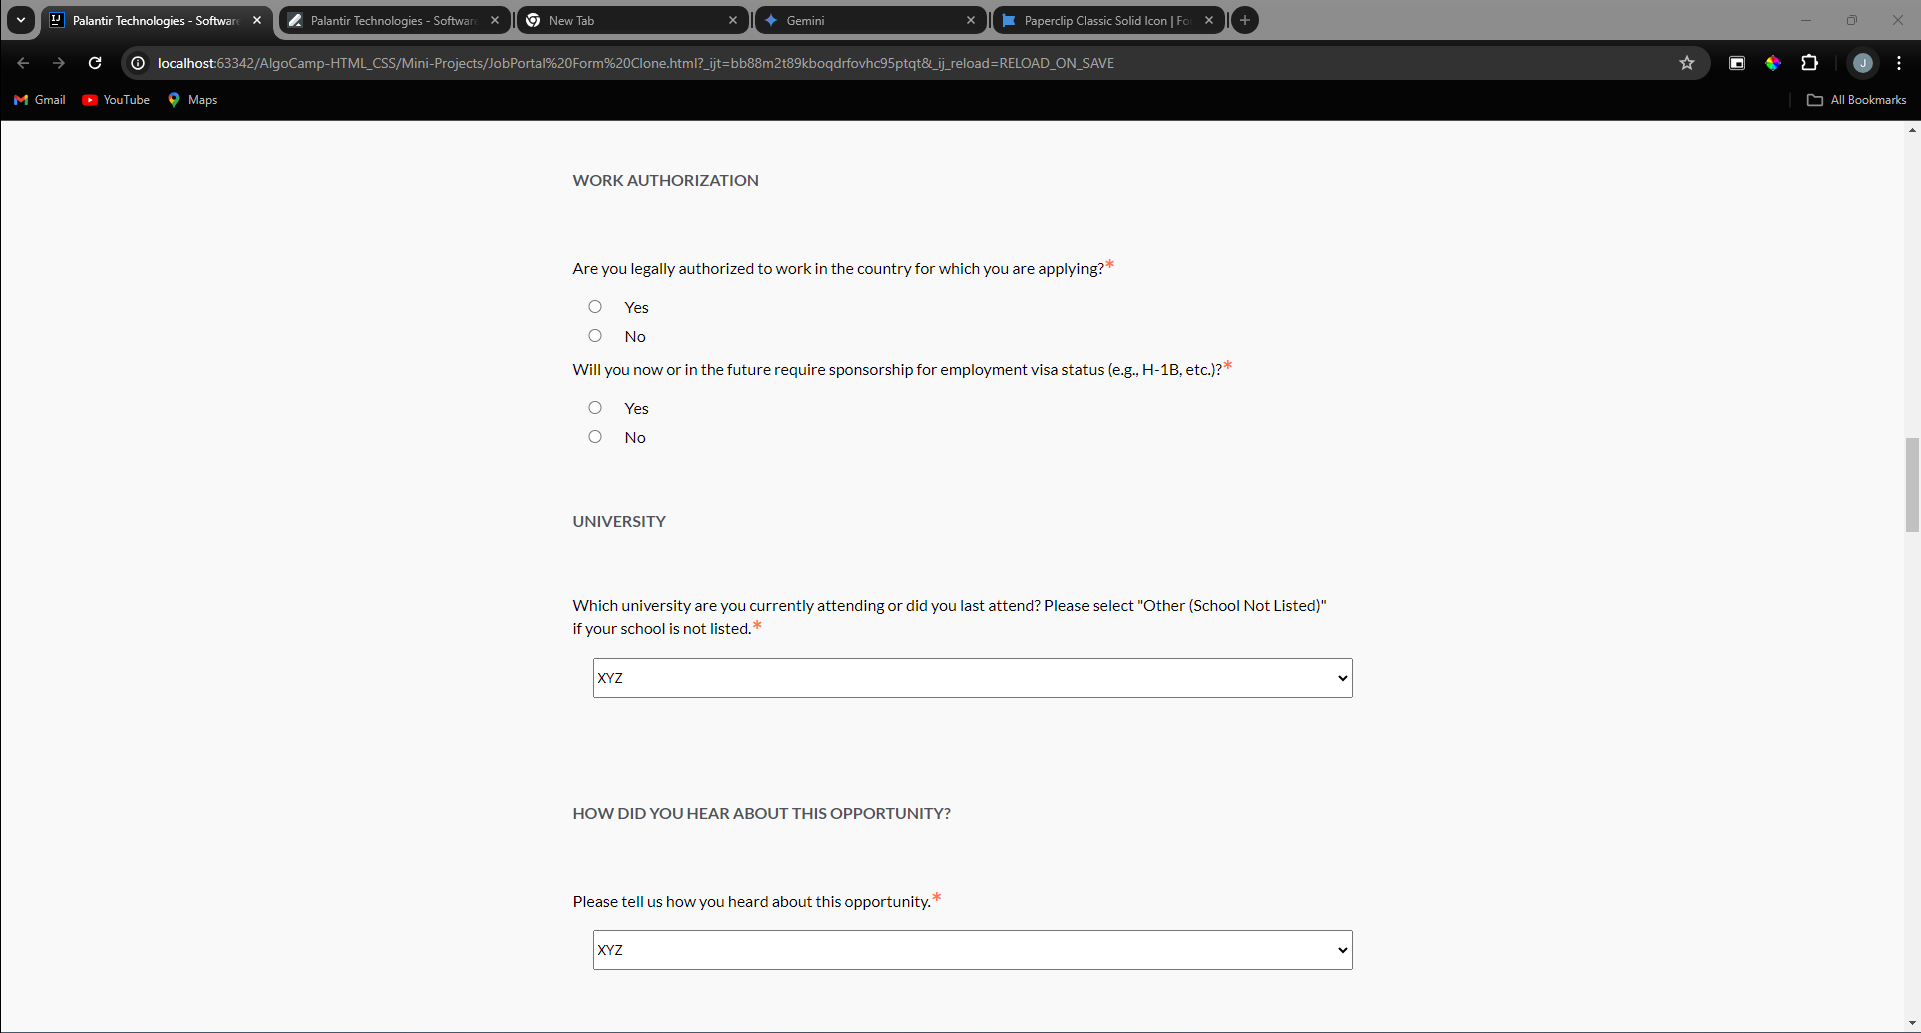 Palantir Technologies - Software
Palantir Technologies - Software
New Tab
Gemini
Paperclip Classic Solid Icon | Fo
localhost:63342/AlgoCamp-HTML_CSS/Mini-Projects/JobPortal%20Form%20Clone.html?_ijt=bb88m2t89kboqdrfovhc95ptqt&_ij_reload=RELOAD_ON_SAVE
J
Gmail
YouTube
Maps
All Bookmarks
WORK AUTHORIZATION
Are you legally authorized to work in the country for which you are applying?*
Yes
No
Will you now or in the future require sponsorship for employment visa status (e.g., H-1B, etc.)?*
Yes
No
UNIVERSITY
Which university are you currently attending or did you last attend? Please select "Other (School Not Listed)"
if your school is not listed.*
XYZ
HOW DID YOU HEAR ABOUT THIS OPPORTUNITY?
Please tell us how you heard about this opportunity.*
XYZ